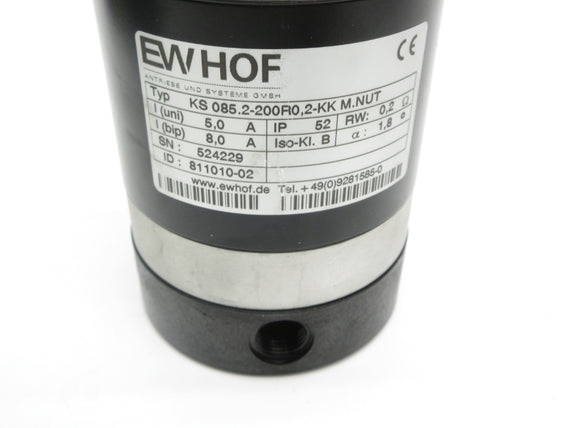 EW HOF
CE
ANTRIEBE UND SYSTEME GMBH
Typ KS 085.2-200R0,2-KK M.NUT
I (uni) 5,0 A IP 52 RW: 0,2 Ω
I (bip) 8,0 A Iso-Kl. B α : 1,8 °
SN : 524229
ID : 811010-02
www.ewhof.de Tel. +49(0)9281585-0